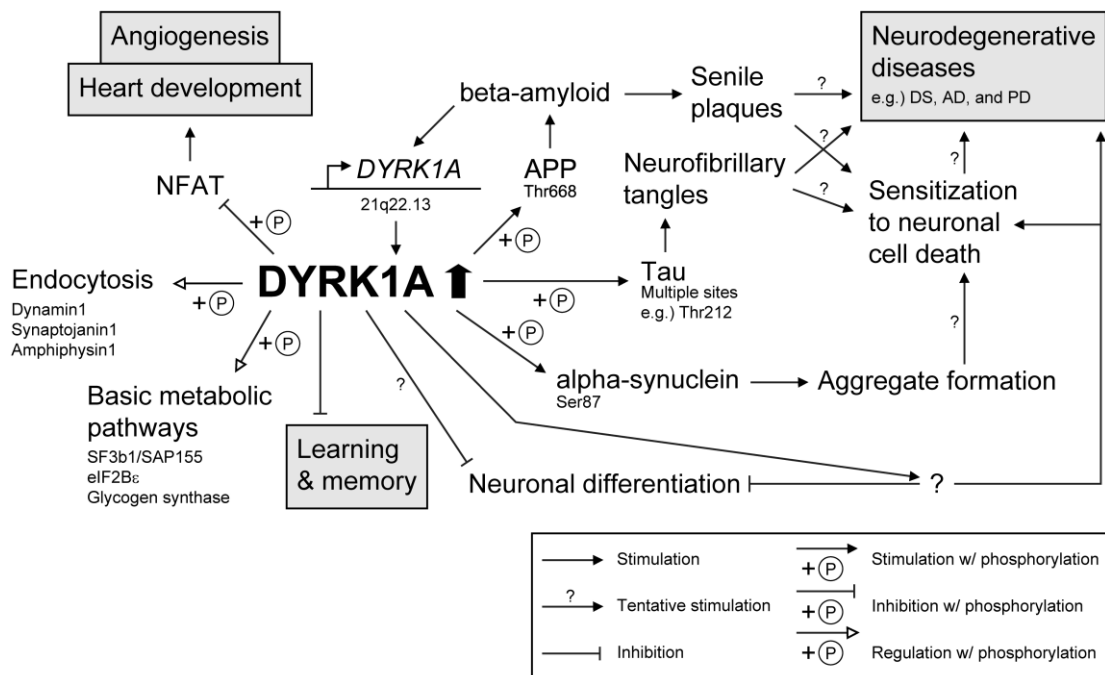 Angiogenesis
Heart development
NFAT
+ P
Endocytosis
Dynamin1
Synaptojanin1
Amphiphysin1
+ P
+ P
Basic metabolic
pathways
SF3b1/SAP155
eIF2Bε
Glycogen synthase
beta-amyloid
DYRK1A
21q22.13
DYRK1A
APP
Thr668
+ P
Senile
plaques
?
Neurodegenerative
diseases
e.g.) DS, AD, and PD
?
?
?
Neurofibrillary
tangles
Sensitization
to neuronal
cell death
Tau
Multiple sites
e.g.) Thr212
+ P
+ P
alpha-synuclein
Ser87
Aggregate formation
?
?
Learning
& memory
Neuronal differentiation
?
Stimulation
?
Tentative stimulation
Inhibition
+ P
Stimulation w/ phosphorylation
+ P
Inhibition w/ phosphorylation
+ P
Regulation w/ phosphorylation